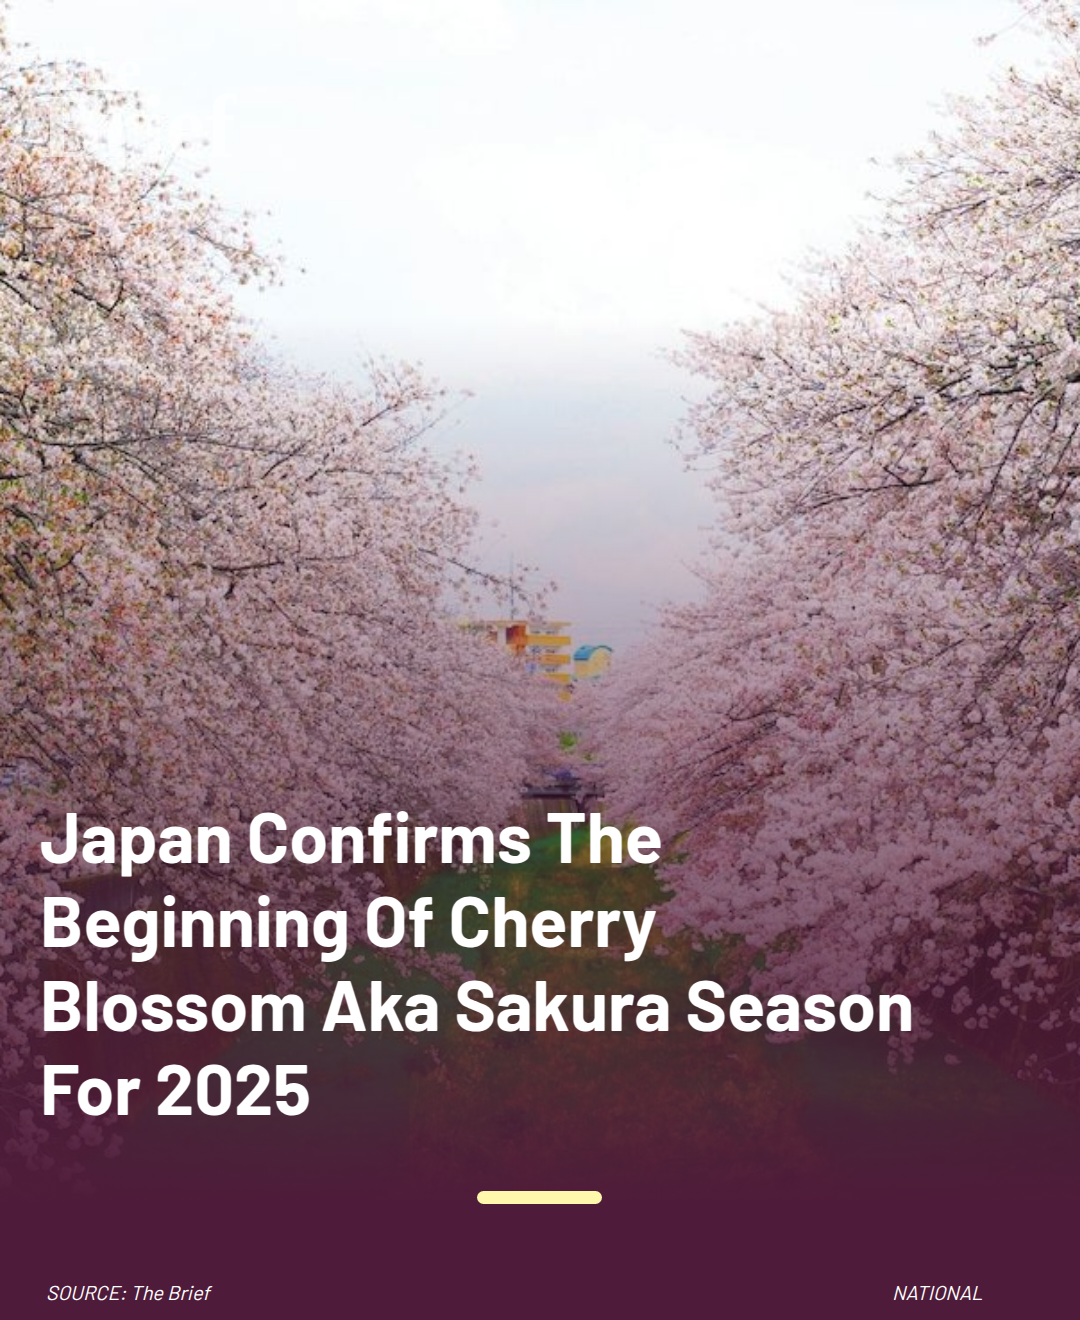 Japan Confirms The
Beginning Of Cherry
Blossom Aka Sakura Season
For 2025
SOURCE: The Brief
NATIONAL